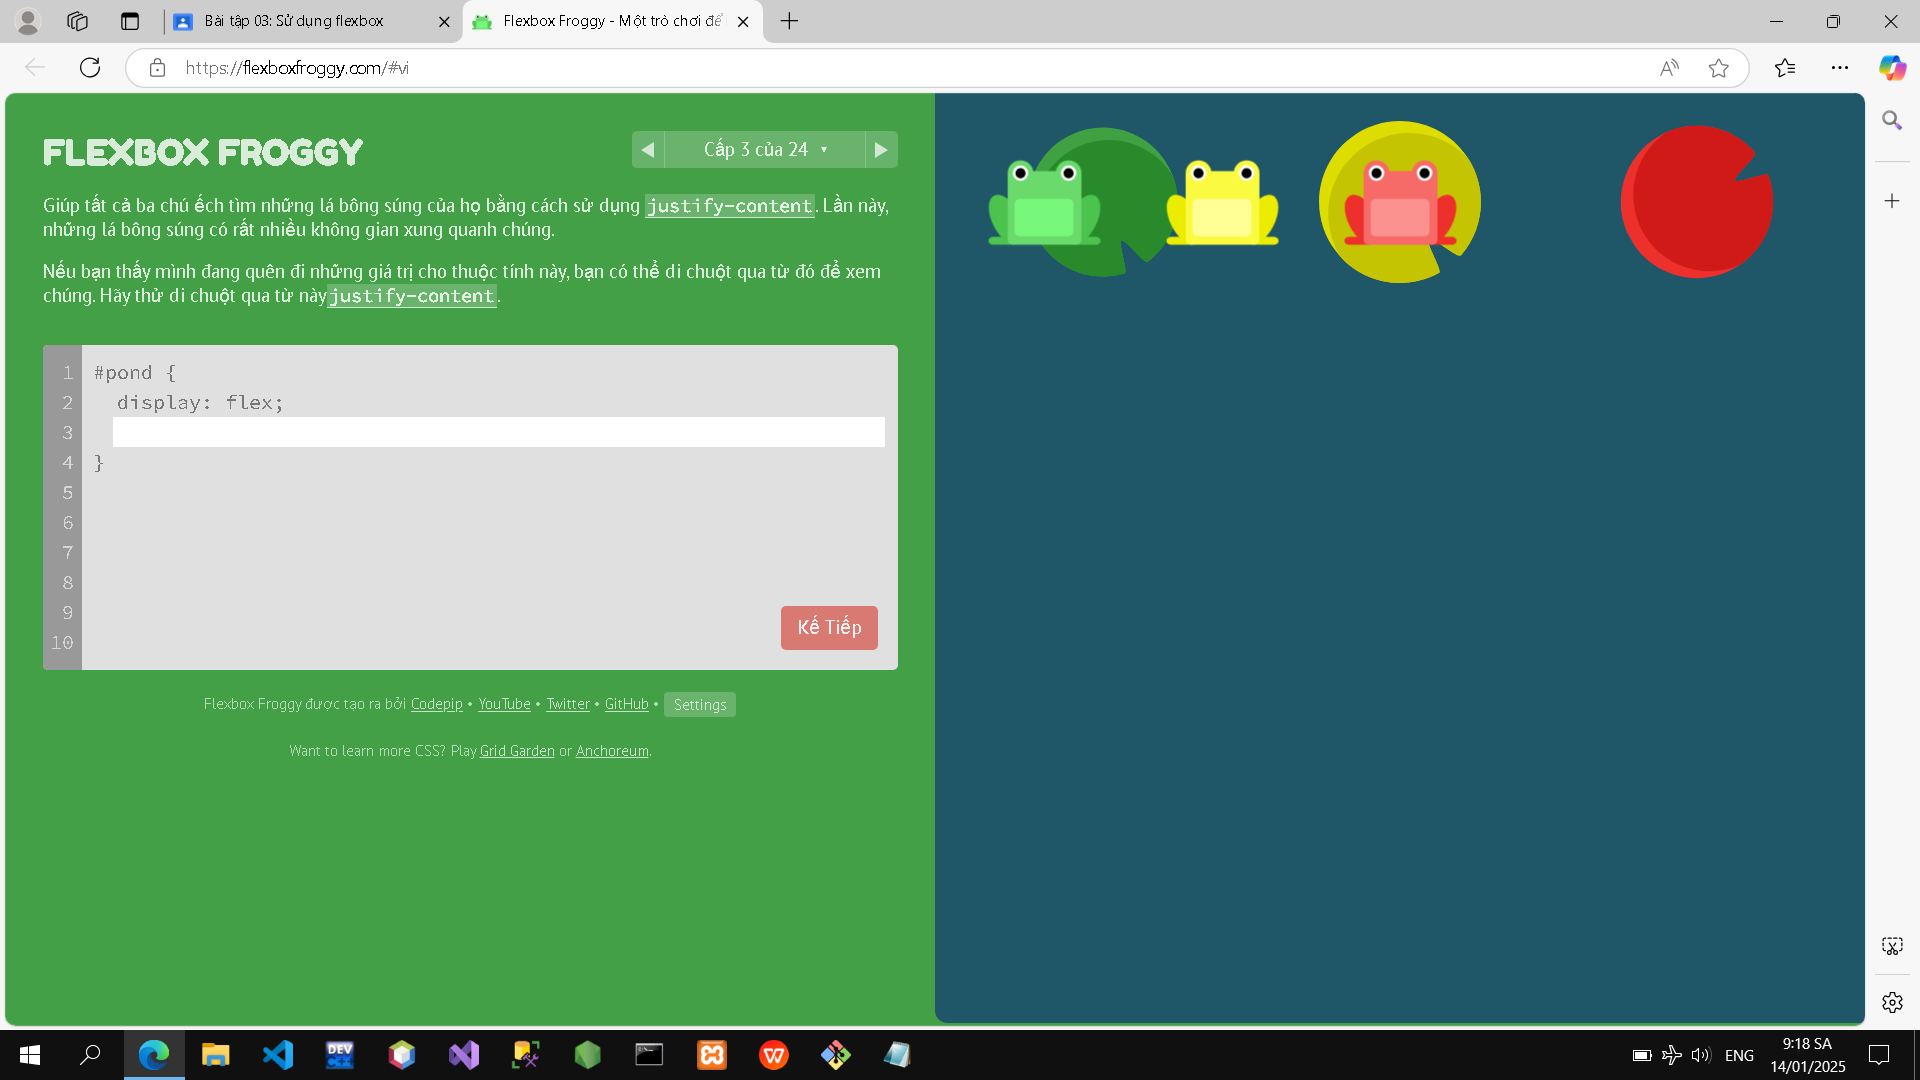 Bài tập 03: Sử dụng flexbox
Flexbox Froggy - Một trò chơi để
https://flexboxfroggy.com/#vi
FLEXBOX FROGGY
Cấp 3 của 24
Giúp tất cả ba chú ếch tìm những lá bông súng của họ bằng cách sử dụng justify-content. Lần này,
những lá bông súng có rất nhiều không gian xung quanh chúng.
Nếu bạn thấy mình đang quên đi những giá trị cho thuộc tính này, bạn có thể di chuột qua từ đó để xem
chúng. Hãy thử di chuột qua từ nàyjustify-content.
1 #pond {
2 display: flex;
3
4 }
5
6
7
8
9
10
Kế Tiếp
Flexbox Froggy được tạo ra bởi Codepip • YouTube • Twitter • GitHub • Settings
Want to learn more CSS? Play Grid Garden or Anchoreum.
DEV
C++
W
ENG
9:18 SA
14/01/2025